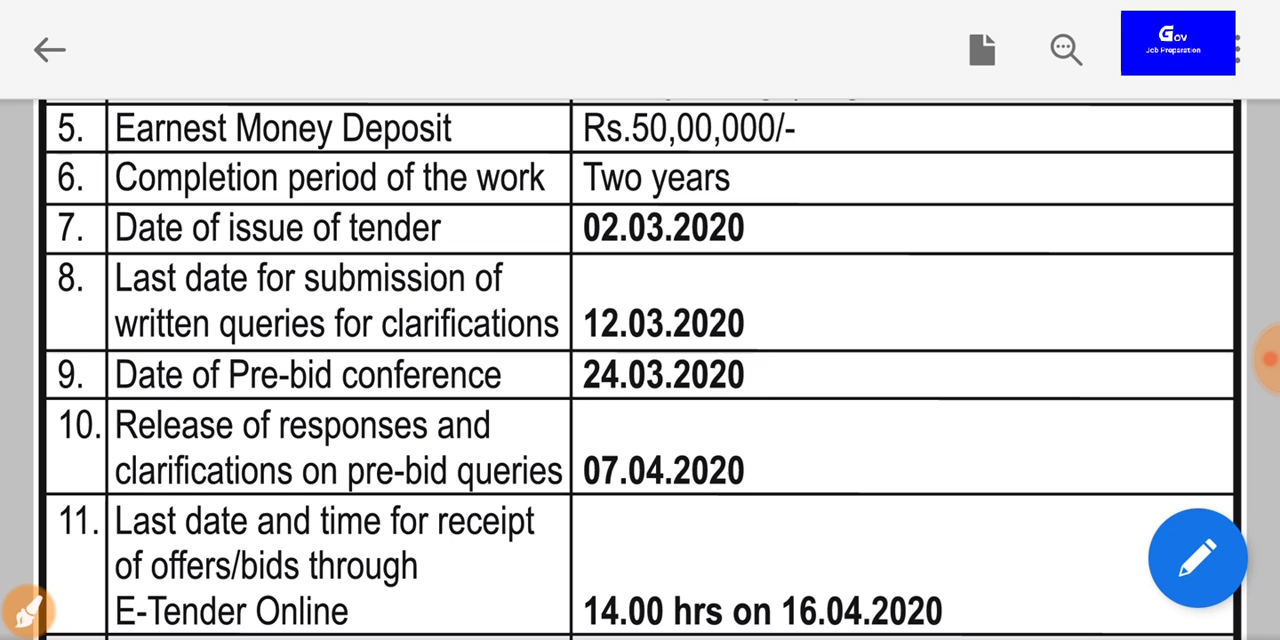 Gov
Job Preparation
5. Earnest Money Deposit Rs.50,00,000/-
6. Completion period of the work Two years
7. Date of issue of tender 02.03.2020
8. Last date for submission of
written queries for clarifications 12.03.2020
9. Date of Pre-bid conference 24.03.2020
10. Release of responses and
clarifications on pre-bid queries 07.04.2020
11. Last date and time for receipt
of offers/bids through
E-Tender Online 14.00 hrs on 16.04.2020